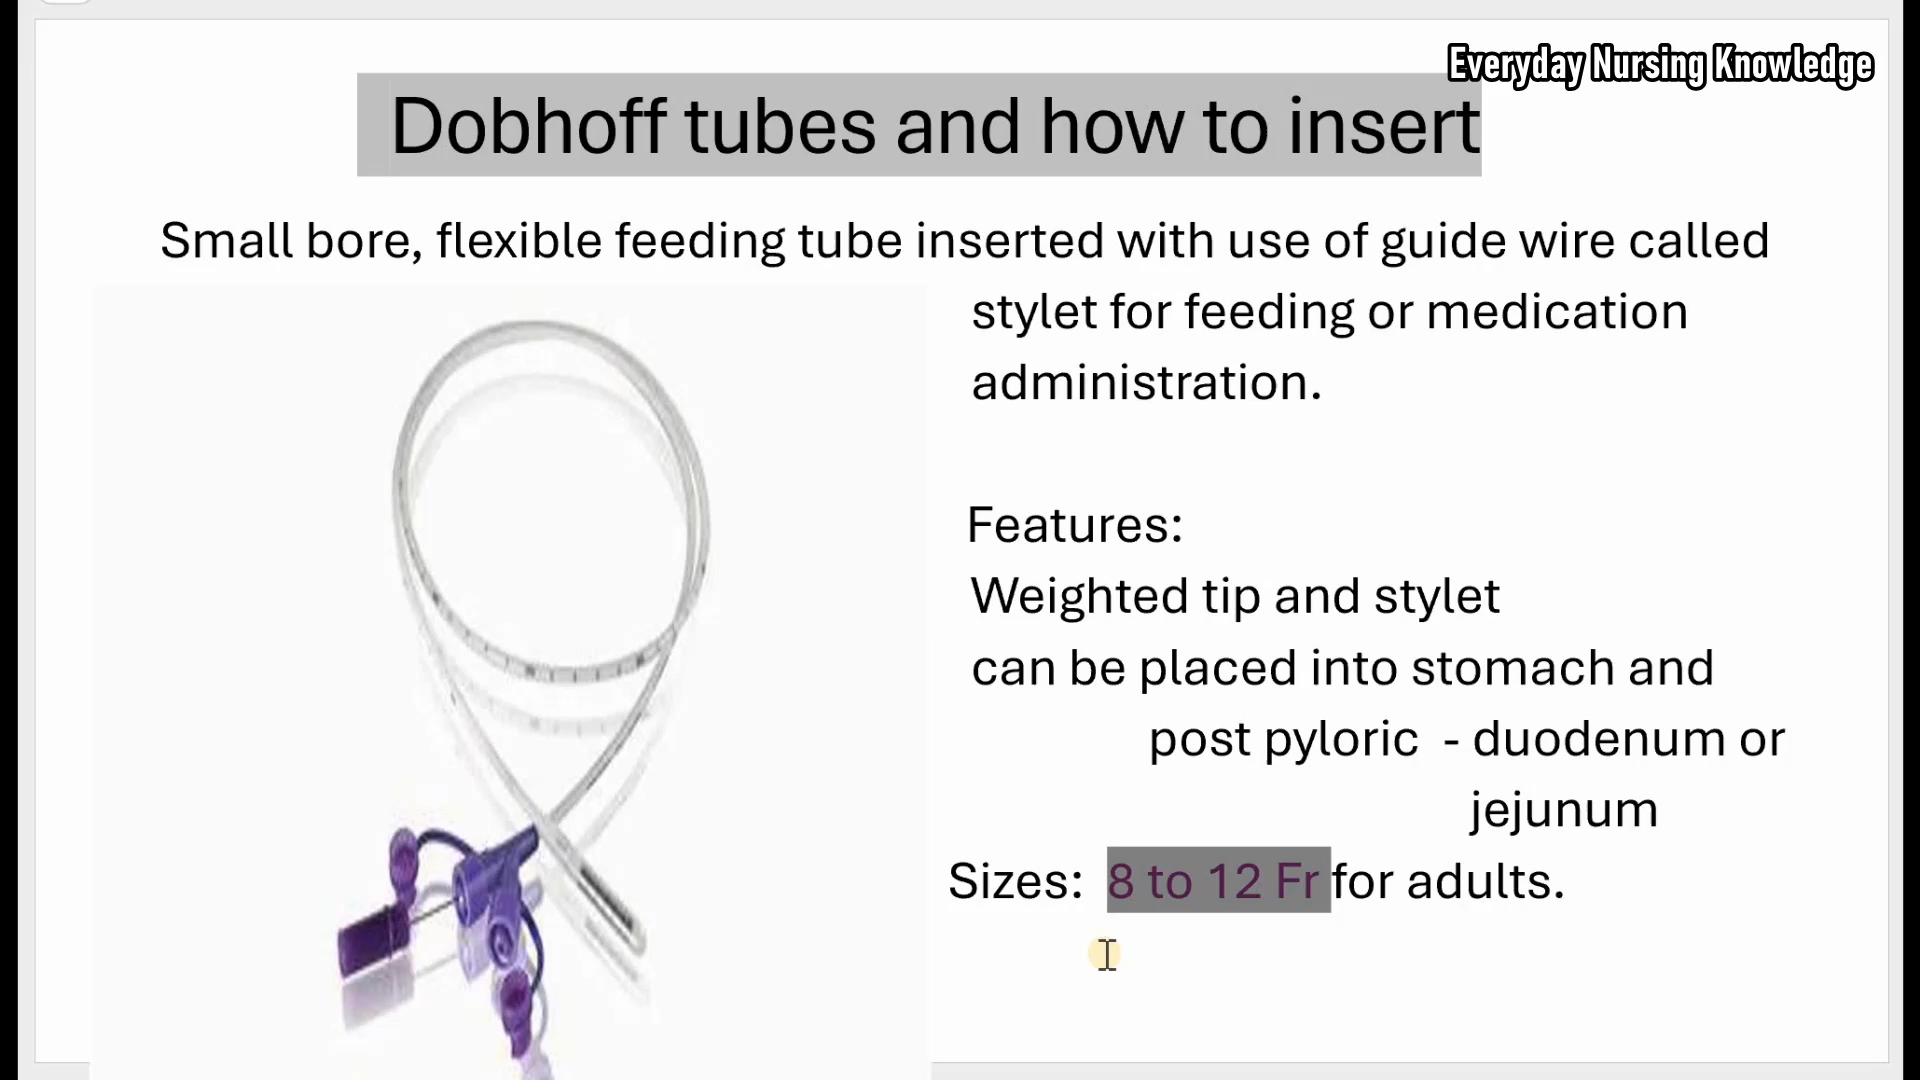 Everyday Nursing Knowledge
Dobhoff tubes and how to insert
Small bore, flexible feeding tube inserted with use of guide wire called
stylet for feeding or medication
administration.
Features:
Weighted tip and stylet
can be placed into stomach and
post pyloric - duodenum or
jejunum
Sizes: 8 to 12 Fr for adults.